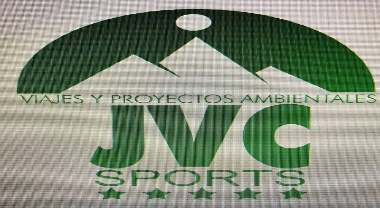 VIAJES Y PROYECTOS AMBIENTALES
JVC
SPORTS